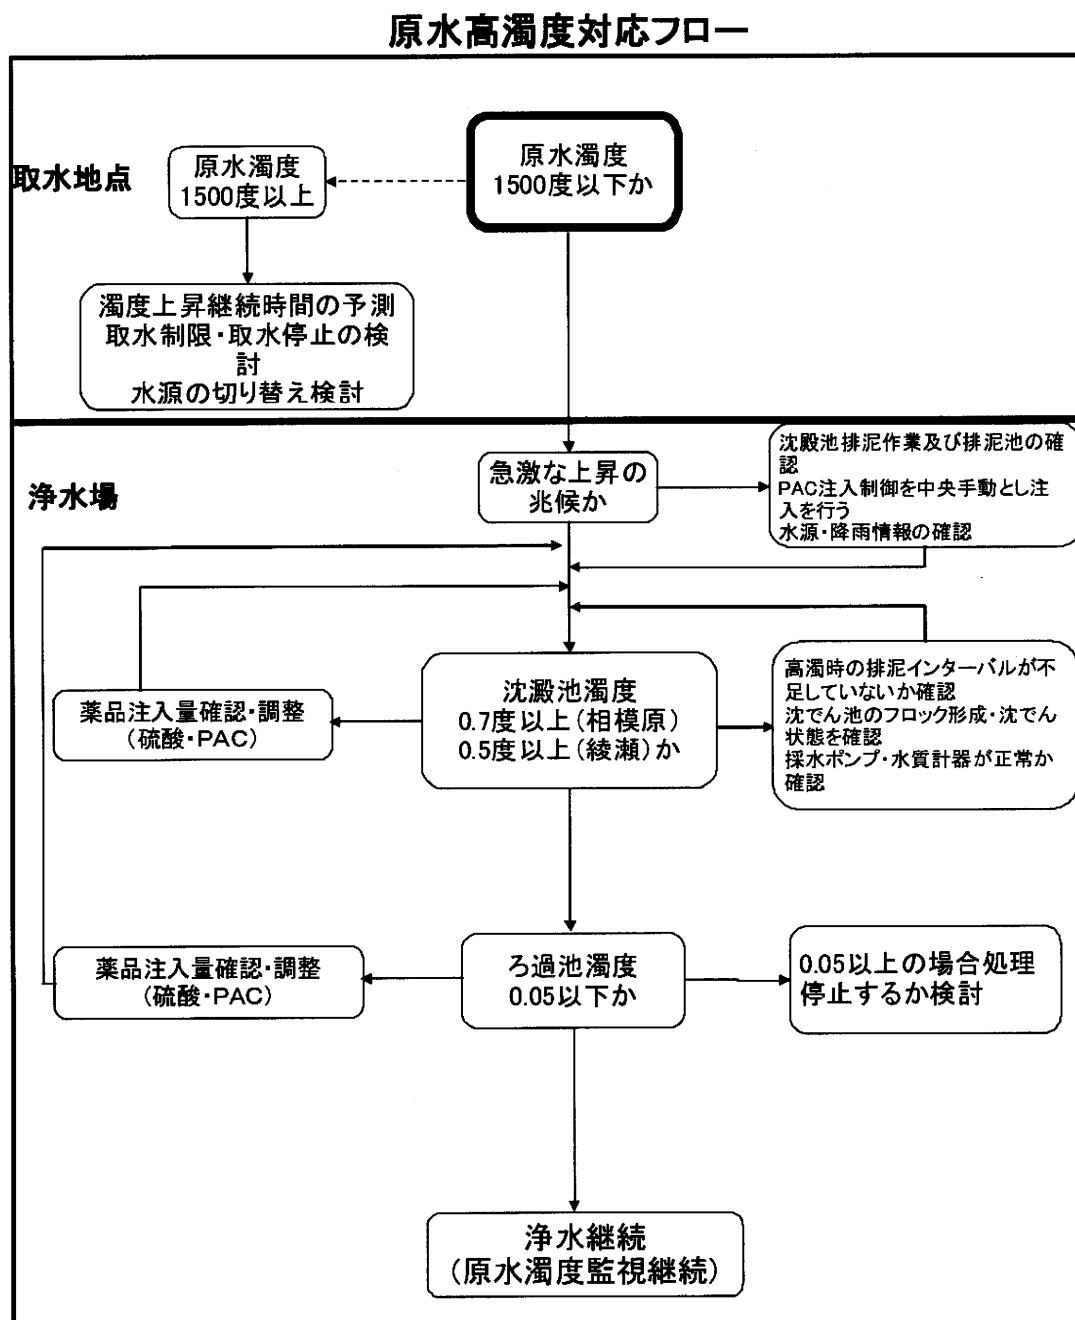 原水高濁度対応フロー
取水地点
原水濁度
1500度以上
原水濁度
1500度以下か
濁度上昇継続時間の予測
取水制限・取水停止の検
討
水源の切り替え検討
浄水場
急激な上昇の
兆候か
沈殿池排泥作業及び排泥池の確
認
PAC注入制御を中央手動とし注
入を行う
水源・降雨情報の確認
薬品注入量確認・調整
(硫酸・PAC)
沈澱池濁度
0.7度以上(相模原)
0.5度以上(綾瀬)か
高濁時の排泥インターバルが不
足していないか確認
沈でん池のフロック形成・沈でん
状態を確認
採水ポンプ・水質計器が正常か
確認
薬品注入量確認・調整
(硫酸・PAC)
ろ過池濁度
0.05以下か
0.05以上の場合処理
停止するか検討
浄水継続
(原水濁度監視継続)